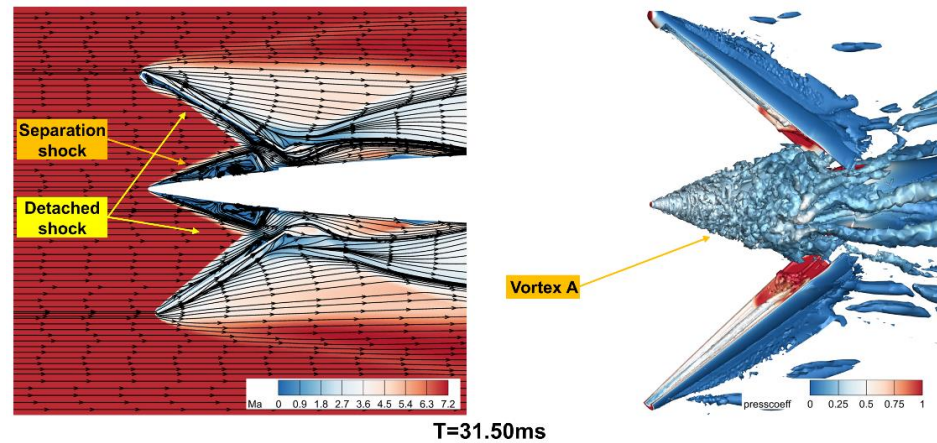 Separation
shock
Detached
shock
Ma 0 0.9 1.8 2.7 3.6 4.5 5.4 6.3 7.2
Vortex A
presscoeff 0 0.25 0.5 0.75 1
T=31.50ms